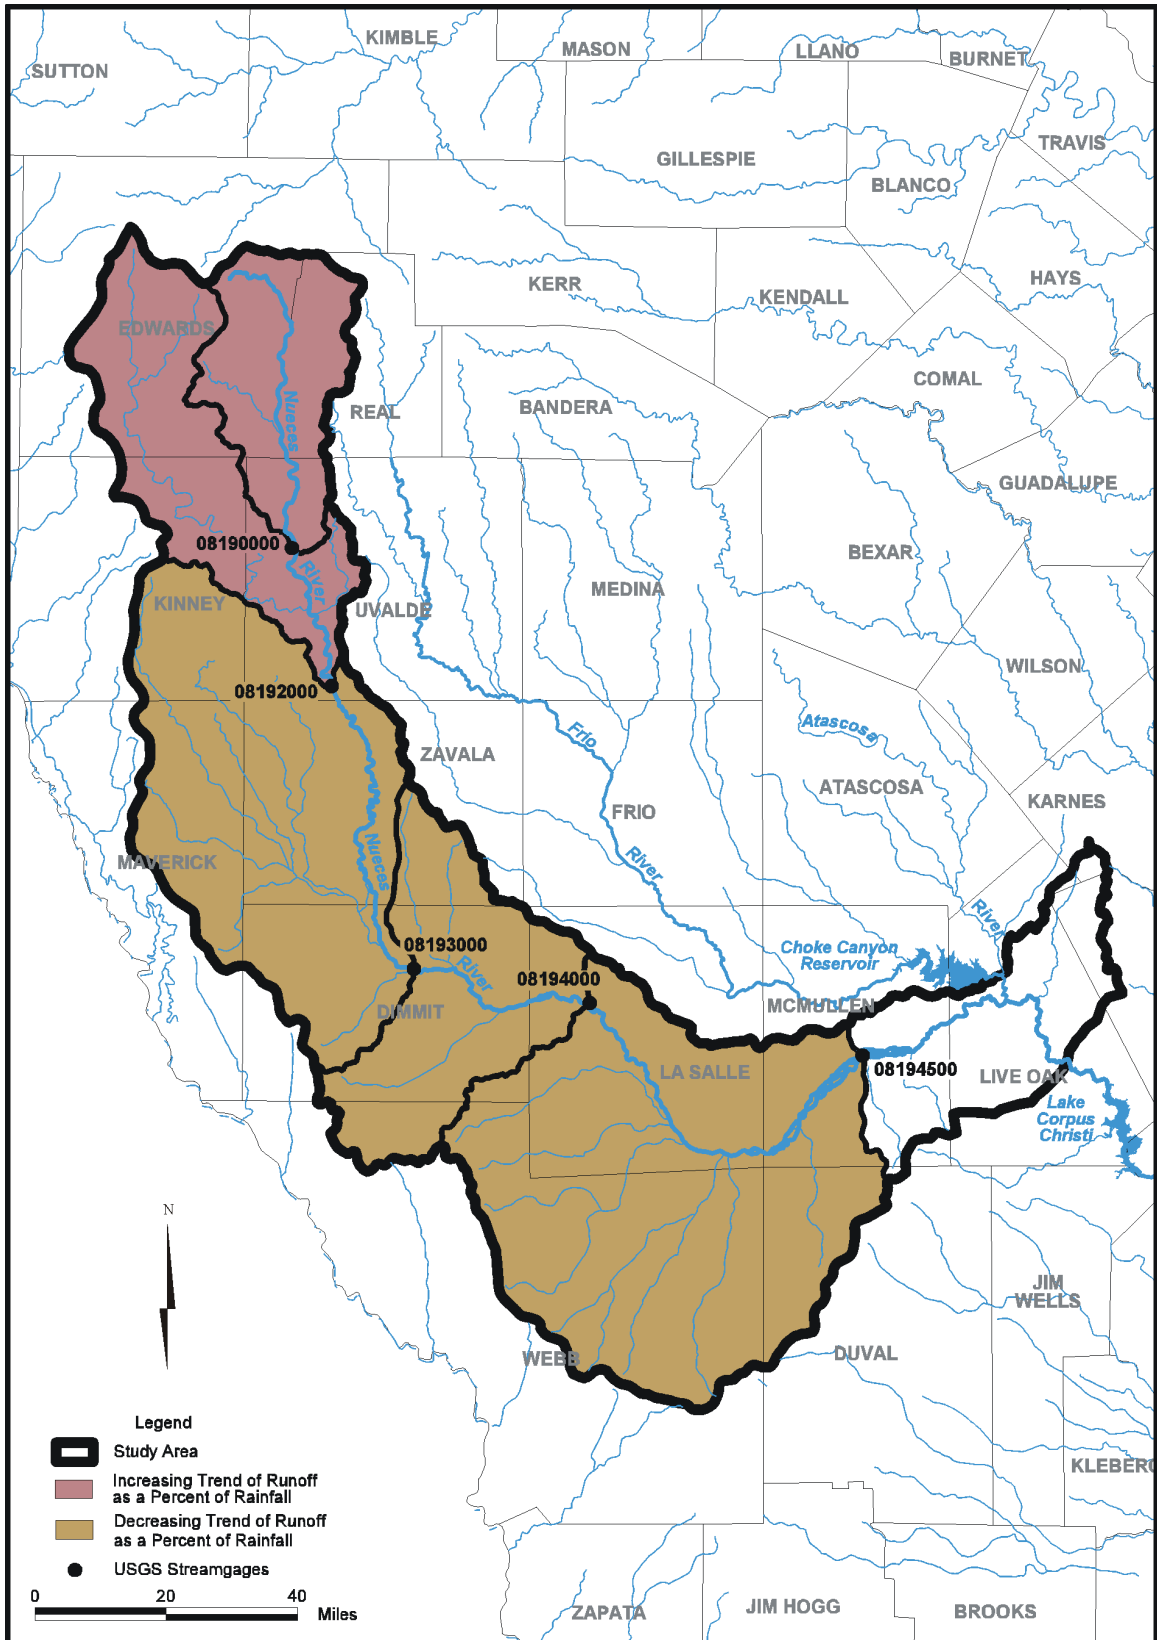 KIMBLE
MASON
LLANO
BURNET
SUTTON
TRAVIS
GILLESPIE
BLANCO
KERR
KENDALL
HAYS
EDWARDS
COMAL
REAL
BANDERA
Nueces
GUADALUPE
08190000
BEXAR
River
MEDINA
KINNEY
UVALDE
WILSON
08192000
Atascosa
Frio
ZAVALA
ATASCOSA
KARNES
FRIO
Nueces
MAVERICK
River
River
08193000
Choke Canyon
Reservoir
River
08194000
DIMMIT
MCMULLEN
LA SALLE
08194500
LIVE OAK
Lake
Corpus
Christi
N
JIM
WELLS
WEBB
DUVAL
Legend
Study Area
Increasing Trend of Runoff
as a Percent of Rainfall
Decreasing Trend of Runoff
as a Percent of Rainfall
USGS Streamgages
0 20 40
Miles
KLEBERG
ZAPATA
JIM HOGG
BROOKS